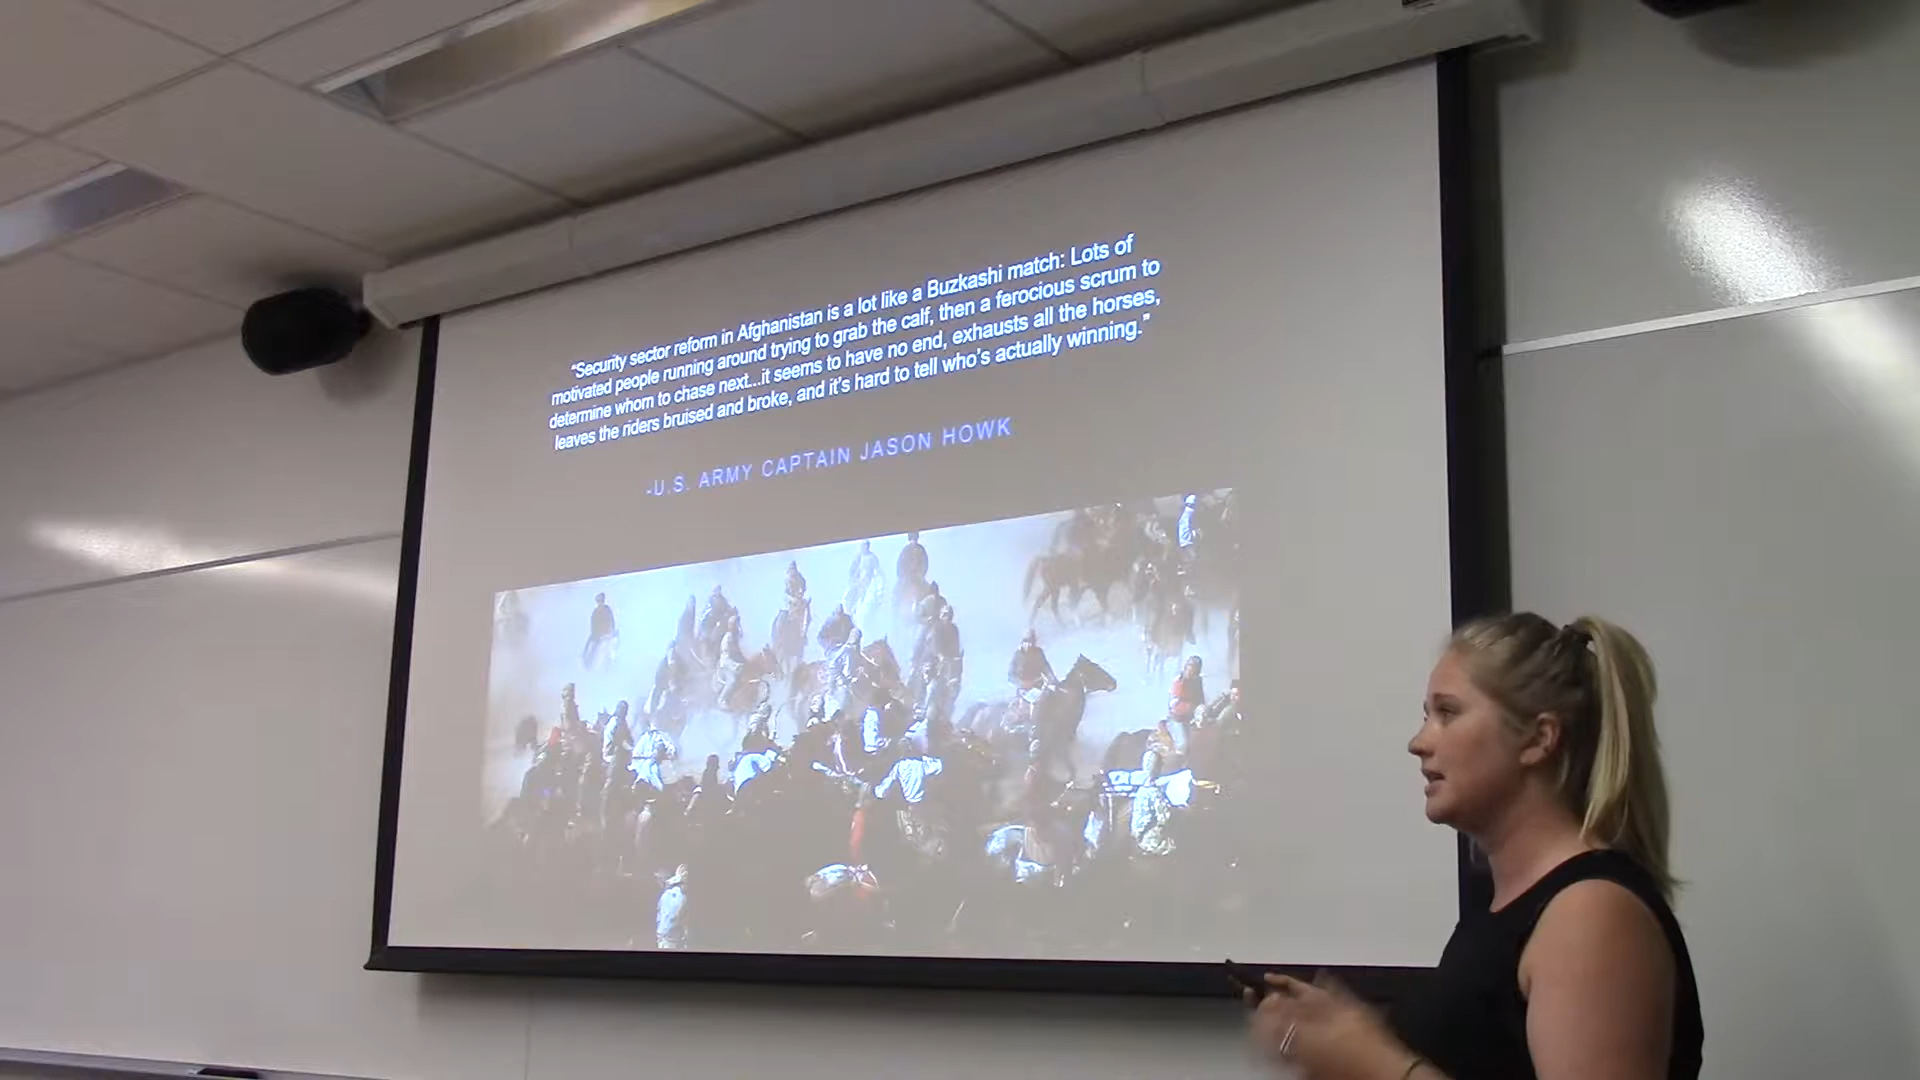 “Security sector reform in Afghanistan is a lot like a Buzkashi match: Lots of
motivated people running around trying to grab the calf, then a ferocious scrum to
determine whom to chase next...it seems to have no end, exhausts all the horses,
leaves the riders bruised and broke, and it’s hard to tell who’s actually winning.”
-U.S. ARMY CAPTAIN JASON HOWK